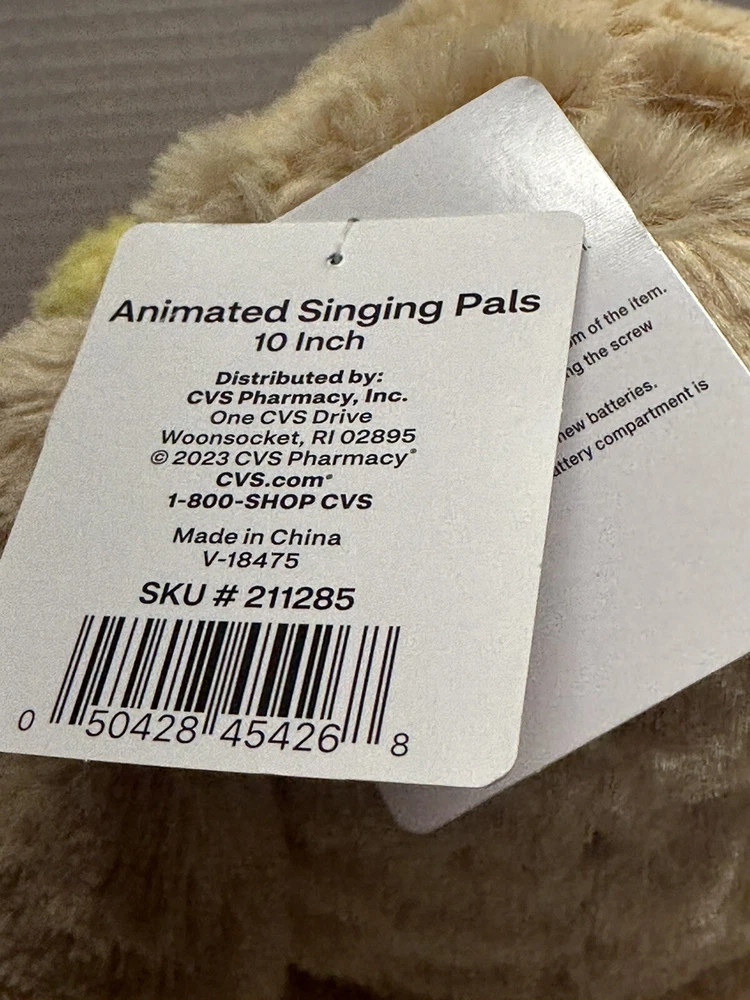 Animated Singing Pals
10 Inch
Distributed by:
CVS Pharmacy, Inc.
One CVS Drive
Woonsocket, RI 02895
© 2023 CVS Pharmacy®
CVS.com®
1-800-SHOP CVS
Made in China
V-18475
SKU # 211285
0 50428 45426 8
of the item.
the screw
new batteries.
compartment is